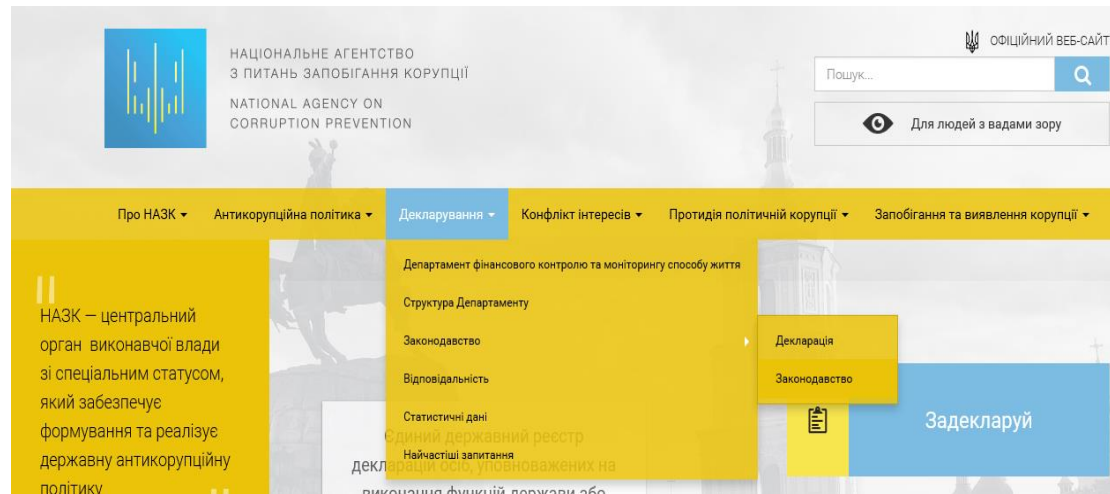 НАЦІОНАЛЬНЕ АГЕНТСТВО
З ПИТАНЬ ЗАПОБІГАННЯ КОРУПЦІЇ
NATIONAL AGENCY ON
CORRUPTION PREVENTION
ОФІЦІЙНИЙ ВЕБ-САЙТ
Пошук...
Для людей з вадами зору
Про НАЗК Антикорупційна політика Декларування Конфлікт інтересів Протидія політичній корупції Запобігання та виявлення корупції
Департамент фінансового контролю та моніторингу способу життя
Структура Департаменту
Законодавство
Відповідальність
Статистичні дані
Найчастіші запитання
Декларація
Законодавство
"
НАЗК — центральний
орган виконавчої влади
зі спеціальним статусом,
який забезпечує
формування та реалізує
державну антикорупційну
політику
"
Єдиний державний реєстр
декларацій осіб, уповноважених на
виконання функцій держави або
Задекларуй